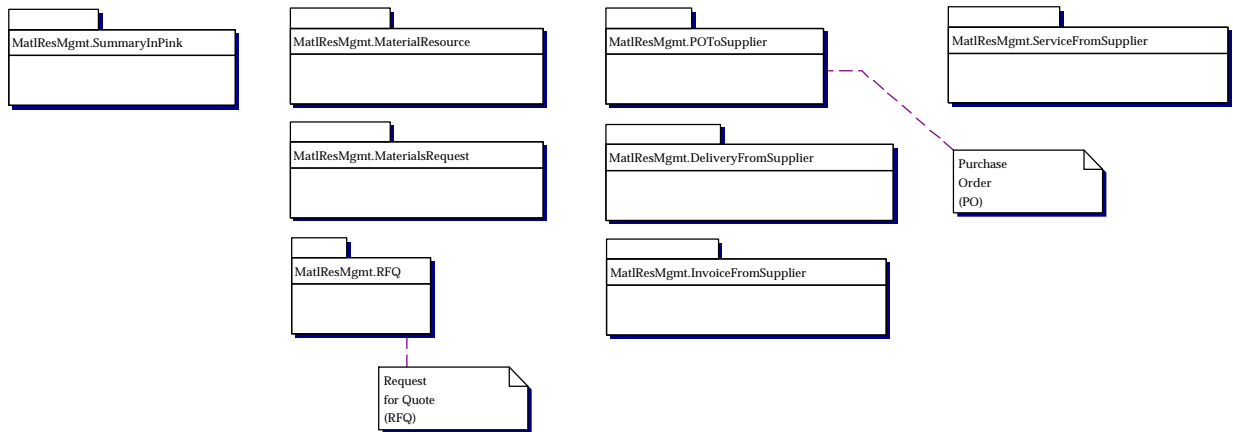 MatlResMgmt.SummaryInPink
MatlResMgmt.MaterialResource
MatlResMgmt.POToSupplier
MatlResMgmt.ServiceFromSupplier
MatlResMgmt.MaterialsRequest
MatlResMgmt.DeliveryFromSupplier
Purchase
Order
(PO)
MatlResMgmt.RFQ
MatlResMgmt.InvoiceFromSupplier
Request
for Quote
(RFQ)